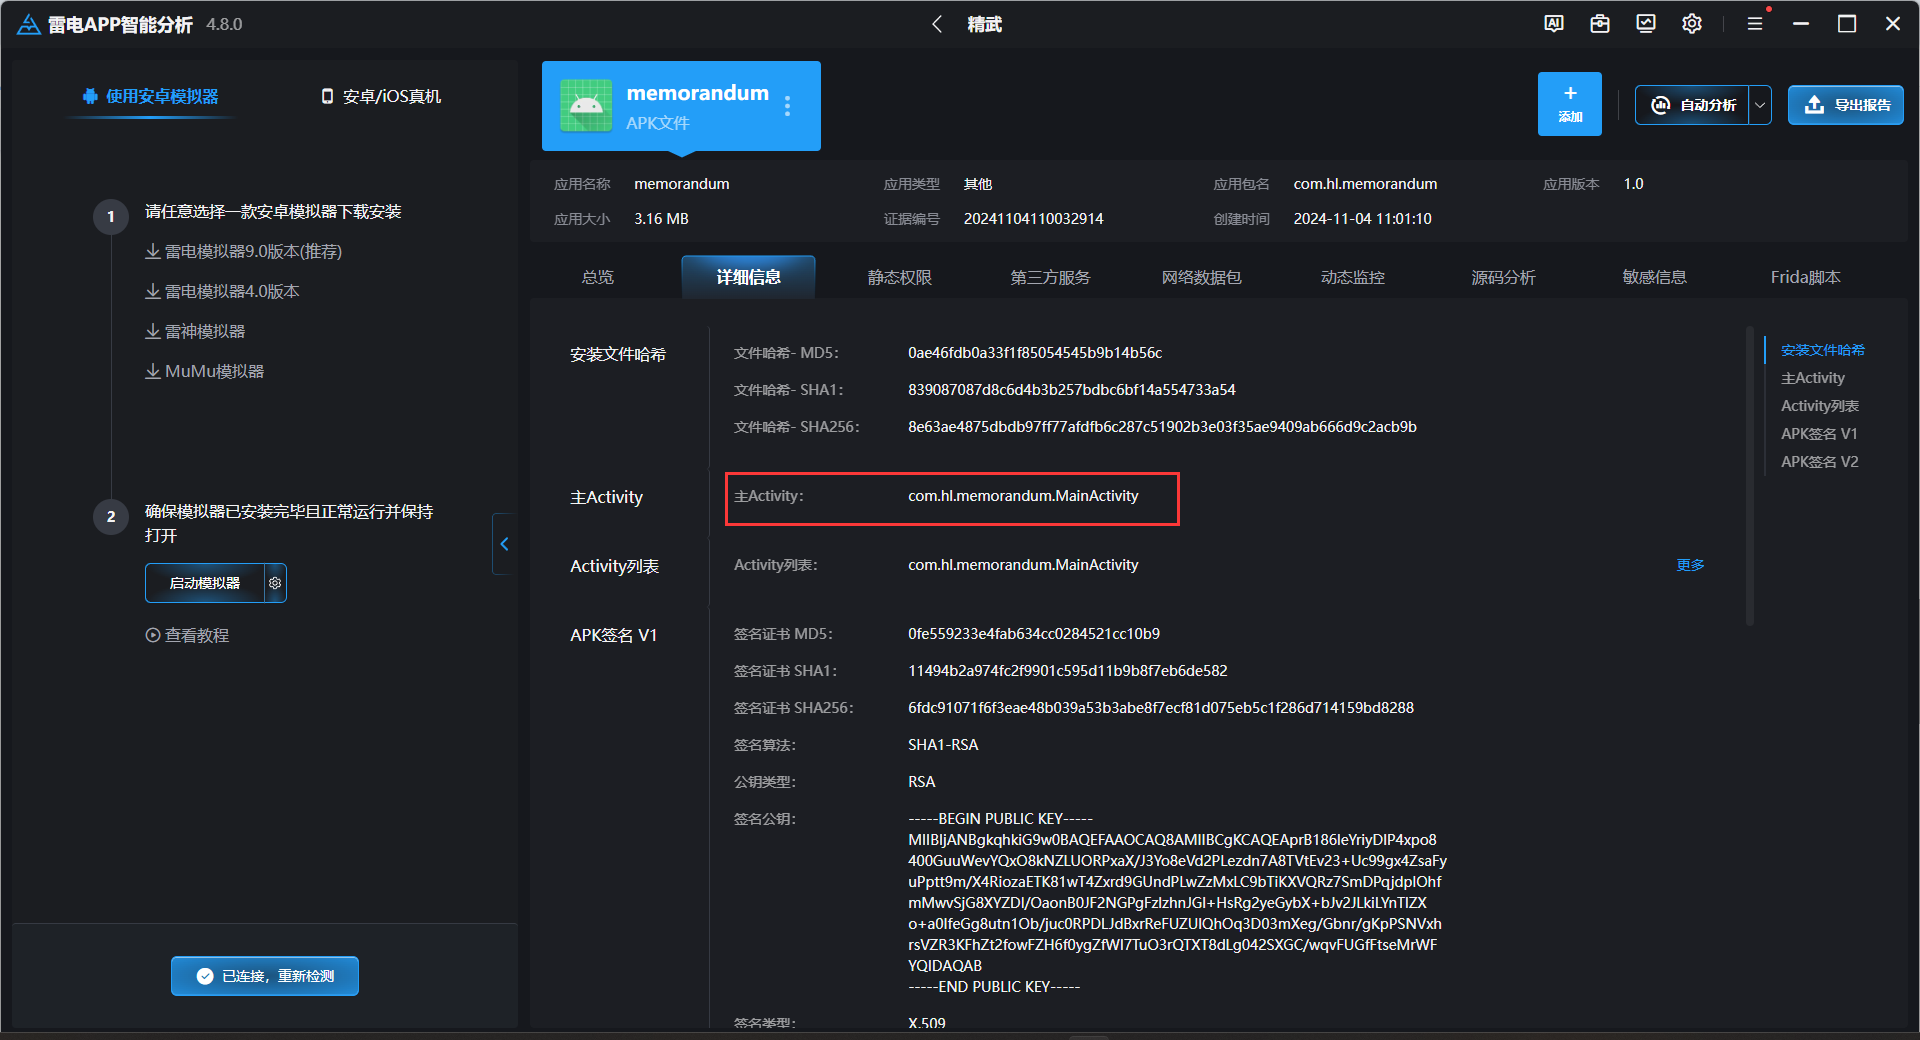 雷电APP智能分析 4.8.0
精武
使用安卓模拟器
安卓/iOS真机
1
请任意选择一款安卓模拟器下载安装
雷电模拟器9.0版本(推荐)
雷电模拟器4.0版本
雷神模拟器
MuMu模拟器
2
确保模拟器已安装完毕且正常运行并保持
打开
启动模拟器
查看教程
已连接，重新检测
memorandum
APK文件
+
添加
自动分析
导出报告
应用名称 memorandum 应用类型 其他 应用包名 com.hl.memorandum 应用版本 1.0
应用大小 3.16 MB 证据编号 20241104110032914 创建时间 2024-11-04 11:01:10
总览 详细信息 静态权限 第三方服务 网络数据包 动态监控 源码分析 敏感信息 Frida脚本
安装文件哈希
文件哈希- MD5： 0ae46fdb0a33f1f85054545b9b14b56c
文件哈希- SHA1： 839087087d8c6d4b3b257bdbc6bf14a554733a54
文件哈希- SHA256： 8e63ae4875dbdb97ff77afdfb6c287c51902b3e03f35ae9409ab666d9c2acb9b
主Activity
主Activity： com.hl.memorandum.MainActivity
Activity列表
Activity列表： com.hl.memorandum.MainActivity 更多
APK签名 V1
签名证书 MD5： 0fe559233e4fab634cc0284521cc10b9
签名证书 SHA1： 11494b2a974fc2f9901c595d11b9b8f7eb6de582
签名证书 SHA256： 6fdc91071f6f3eae48b039a53b3abe8f7ecf81d075eb5c1f286d714159bd8288
签名算法： SHA1-RSA
公钥类型： RSA
签名公钥： -----BEGIN PUBLIC KEY-----
MIIBIjANBgkqhkiG9w0BAQEFAAOCAQ8AMIIBCgKCAQEAprB186IeYriyDIP4xpo8
400GuuWevYQxO8kNZLUORPxaX/J3Yo8eVd2PLezdn7A8TVtEv23+Uc99gx4ZsaFy
uPptt9m/X4RiozaETK81wT4Zxrd9GUndPLwZzMxLC9bTiKXVQRz7SmDPqjdpIOhf
mMwvSjG8XYZDI/OaonB0JF2NGPgFzIzhnJGI+HsRg2yeGybX+bJv2JLkiLYnTIZX
o+a0IfeGg8utn1Ob/juc0RPDLJdBxrReFUZUIQhOq3D03mXeg/Gbnr/gKpPSNVxh
rsVZR3KFhZt2fowFZH6f0ygZfWI7TuO3rQTXT8dLg042SXGC/wqvFUGfFtseMrWF
YQIDAQAB
-----END PUBLIC KEY-----
签名类型： X.509
安装文件哈希
主Activity
Activity列表
APK签名 V1
APK签名 V2